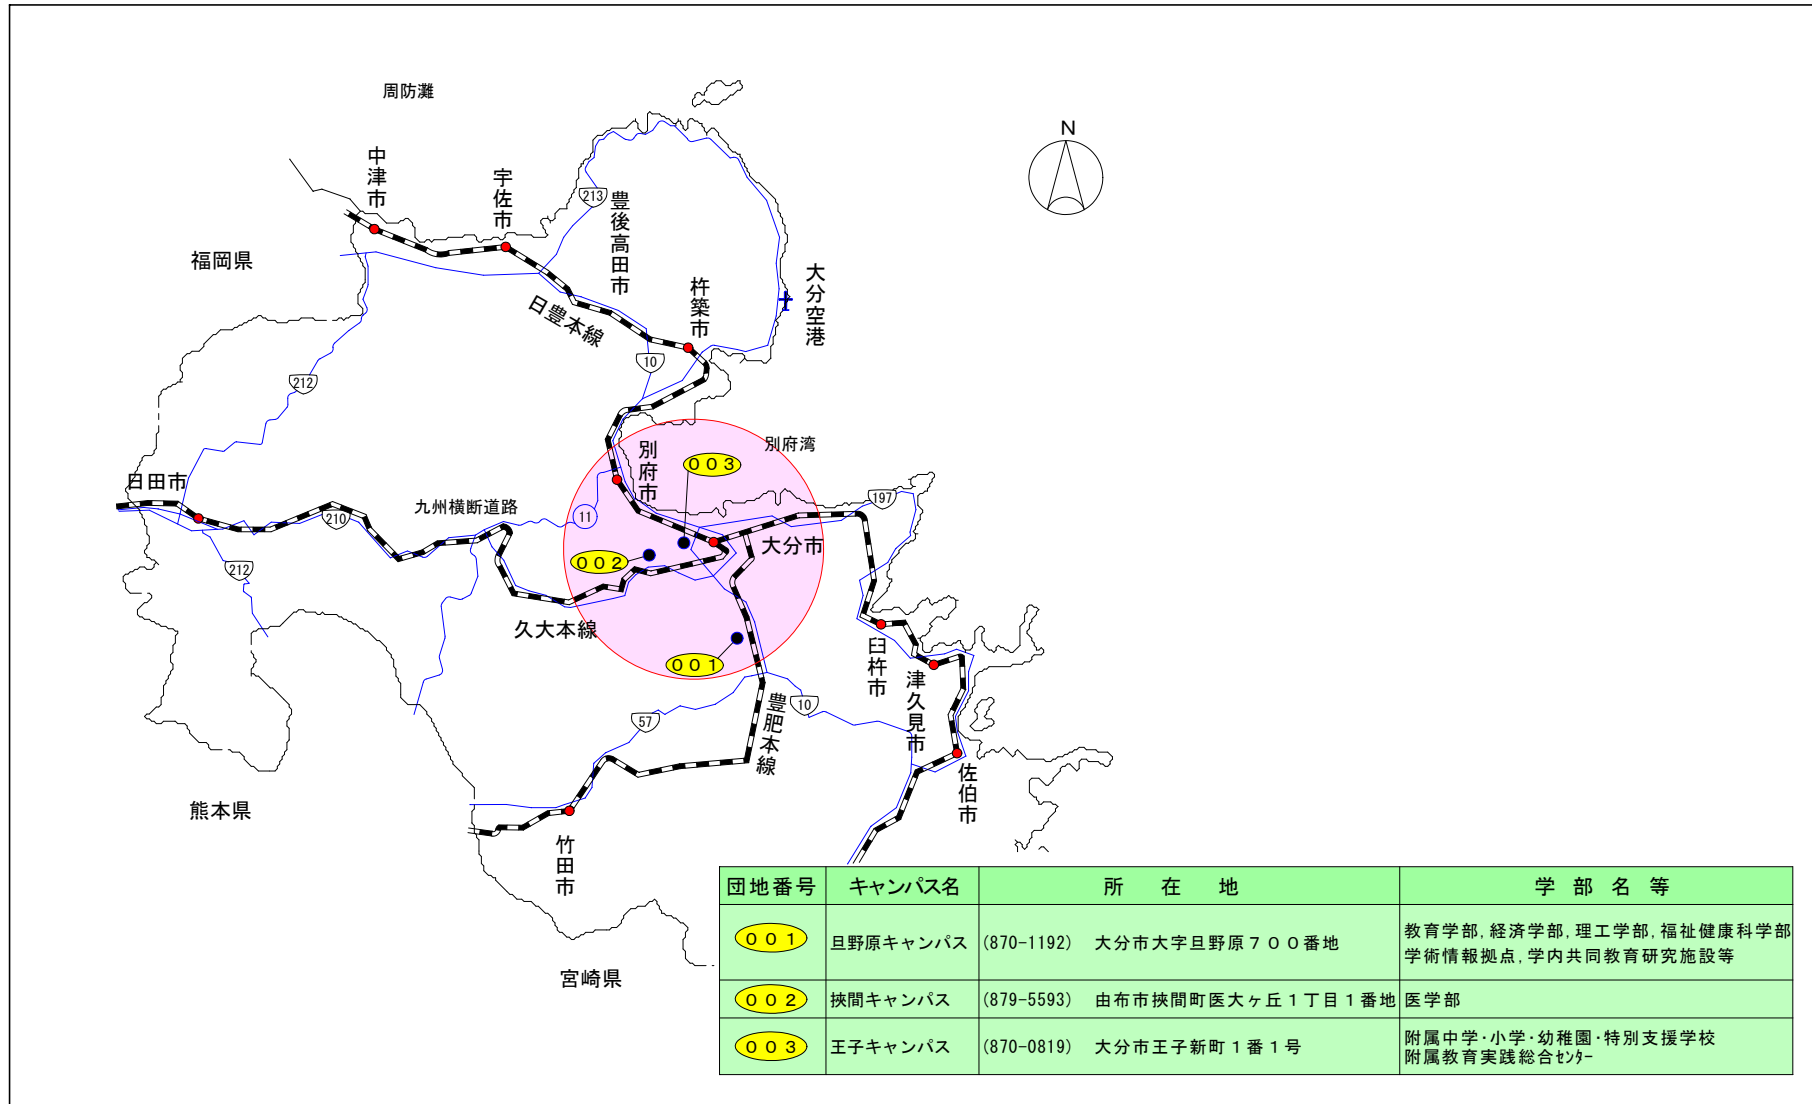 周防灘
N
中津市
宇佐市
213
豊後高田市
福岡県
大分空港
杵築市
日豊本線
10
212
別府湾
別府市
003
日田市
九州横断道路
197
210
11
大分市
002
212
久大本線
臼杵市
001
津久見市
豊肥本線
10
57
佐伯市
熊本県
竹田市
宮崎県
団地番号 キャンパス名 所在地 学部名等
001 旦野原キャンパス (870-1192) 大分市大字旦野原700番地 教育学部,経済学部,理工学部,福祉健康科学部
学術情報拠点,学内共同教育研究施設等
002 挾間キャンパス (879-5593) 由布市挾間町医大ヶ丘1丁目1番地 医学部
003 王子キャンパス (870-0819) 大分市王子新町1番1号 附属中学・小学・幼稚園・特別支援学校
附属教育実践総合ｾﾝﾀｰ